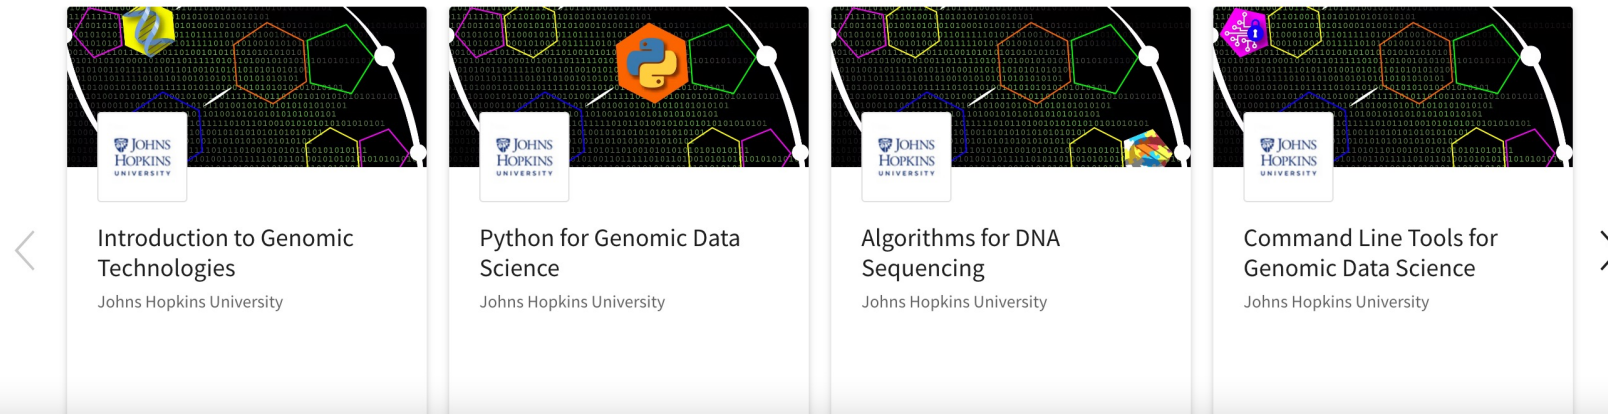 JOHNS
HOPKINS
UNIVERSITY
Introduction to Genomic
Technologies
Johns Hopkins University
JOHNS
HOPKINS
UNIVERSITY
Python for Genomic Data
Science
Johns Hopkins University
JOHNS
HOPKINS
UNIVERSITY
Algorithms for DNA
Sequencing
Johns Hopkins University
JOHNS
HOPKINS
UNIVERSITY
Command Line Tools for
Genomic Data Science
Johns Hopkins University